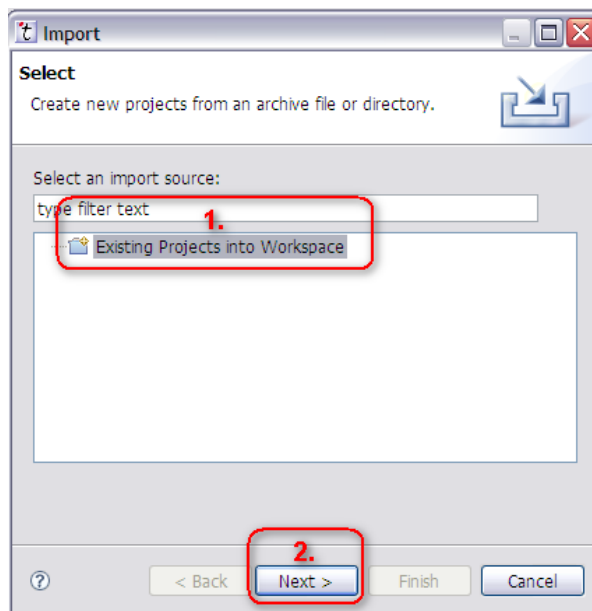 Import
Select
Create new projects from an archive file or directory.
Select an import source:
type filter text
1.
Existing Projects into Workspace
2.
? < Back Next > Finish Cancel